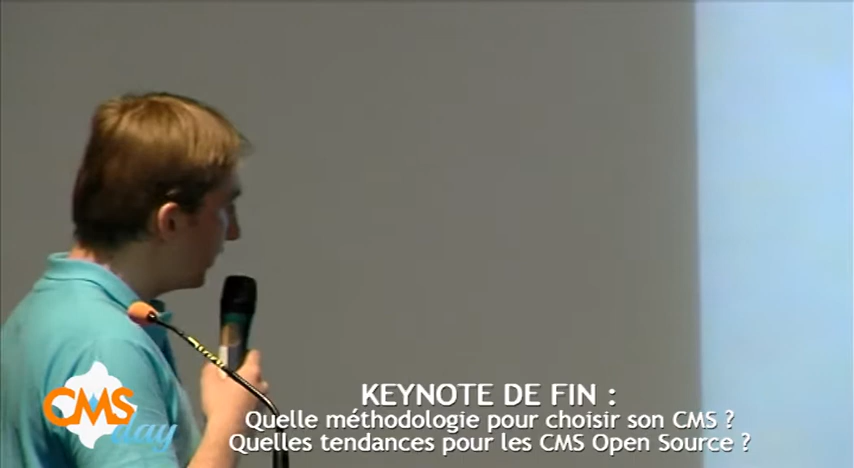 KEYNOTE DE FIN :
Quelle méthodologie pour choisir son CMS ?
Quelles tendances pour les CMS Open Source ?
CMS
day